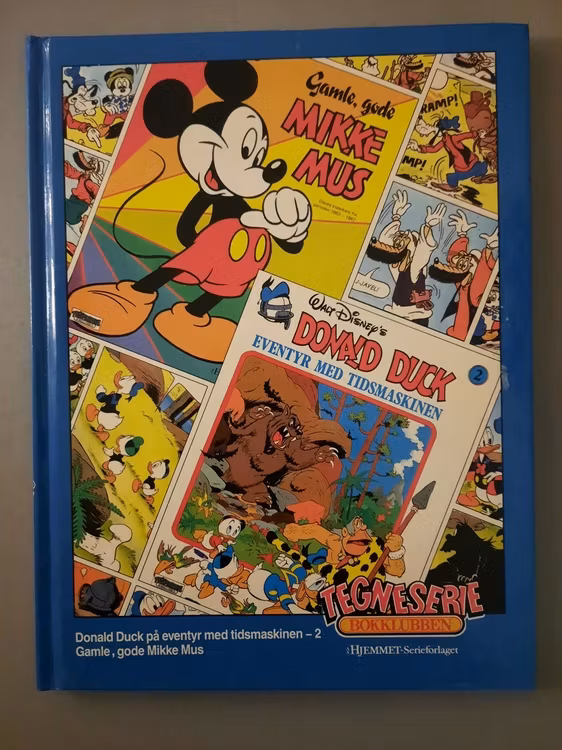 Gamle, gode
MIKKE
MUS
RAMP!
MP!
WALT DISNEY'S
DONALD DUCK
2
EVENTYR MED TIDSMASKINEN
TEGNESERIE
BOKKLUBBEN
Donald Duck på eventyr med tidsmaskinen – 2
Gamle, gode Mikke Mus
HJEMMET-Serieforlaget